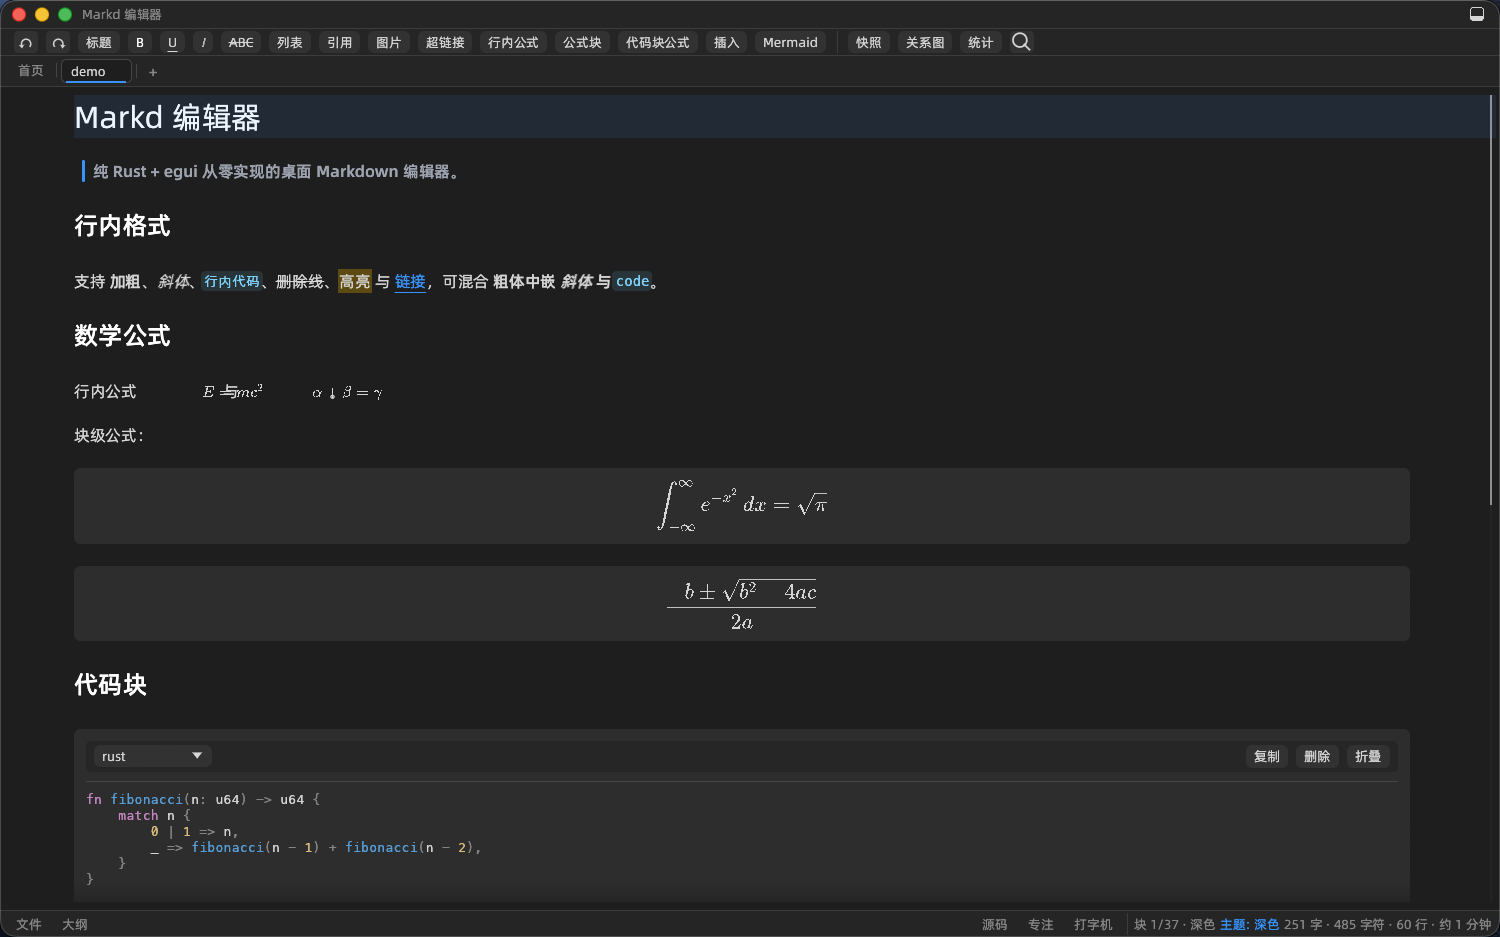 Markd 编辑器
标题 B U I ABC 列表 引用 图片 超链接 行内公式 公式块 代码块公式 插入 Mermaid 快照 关系图 统计
首页 demo +
Markd 编辑器
纯 Rust + egui 从零实现的桌面 Markdown 编辑器。
行内格式
支持 加粗、斜体、行内代码、删除线、高亮 与 链接，可混合 粗体中嵌 斜体 与 code。
数学公式
行内公式 E = mc² 与 α + β = γ
块级公式：
∫_{-∞}^{∞} e^{-x²} dx = √π
b ± √(b² 4ac)
2a
代码块
rust 复制 删除 折叠
fn fibonacci(n: u64) -> u64 {
    match n {
        0 | 1 => n,
        _ => fibonacci(n - 1) + fibonacci(n - 2),
    }
}
文件 大纲 源码 专注 打字机 块 1/37 · 深色 主题: 深色 251 字 · 485 字符 · 60 行 · 约 1 分钟